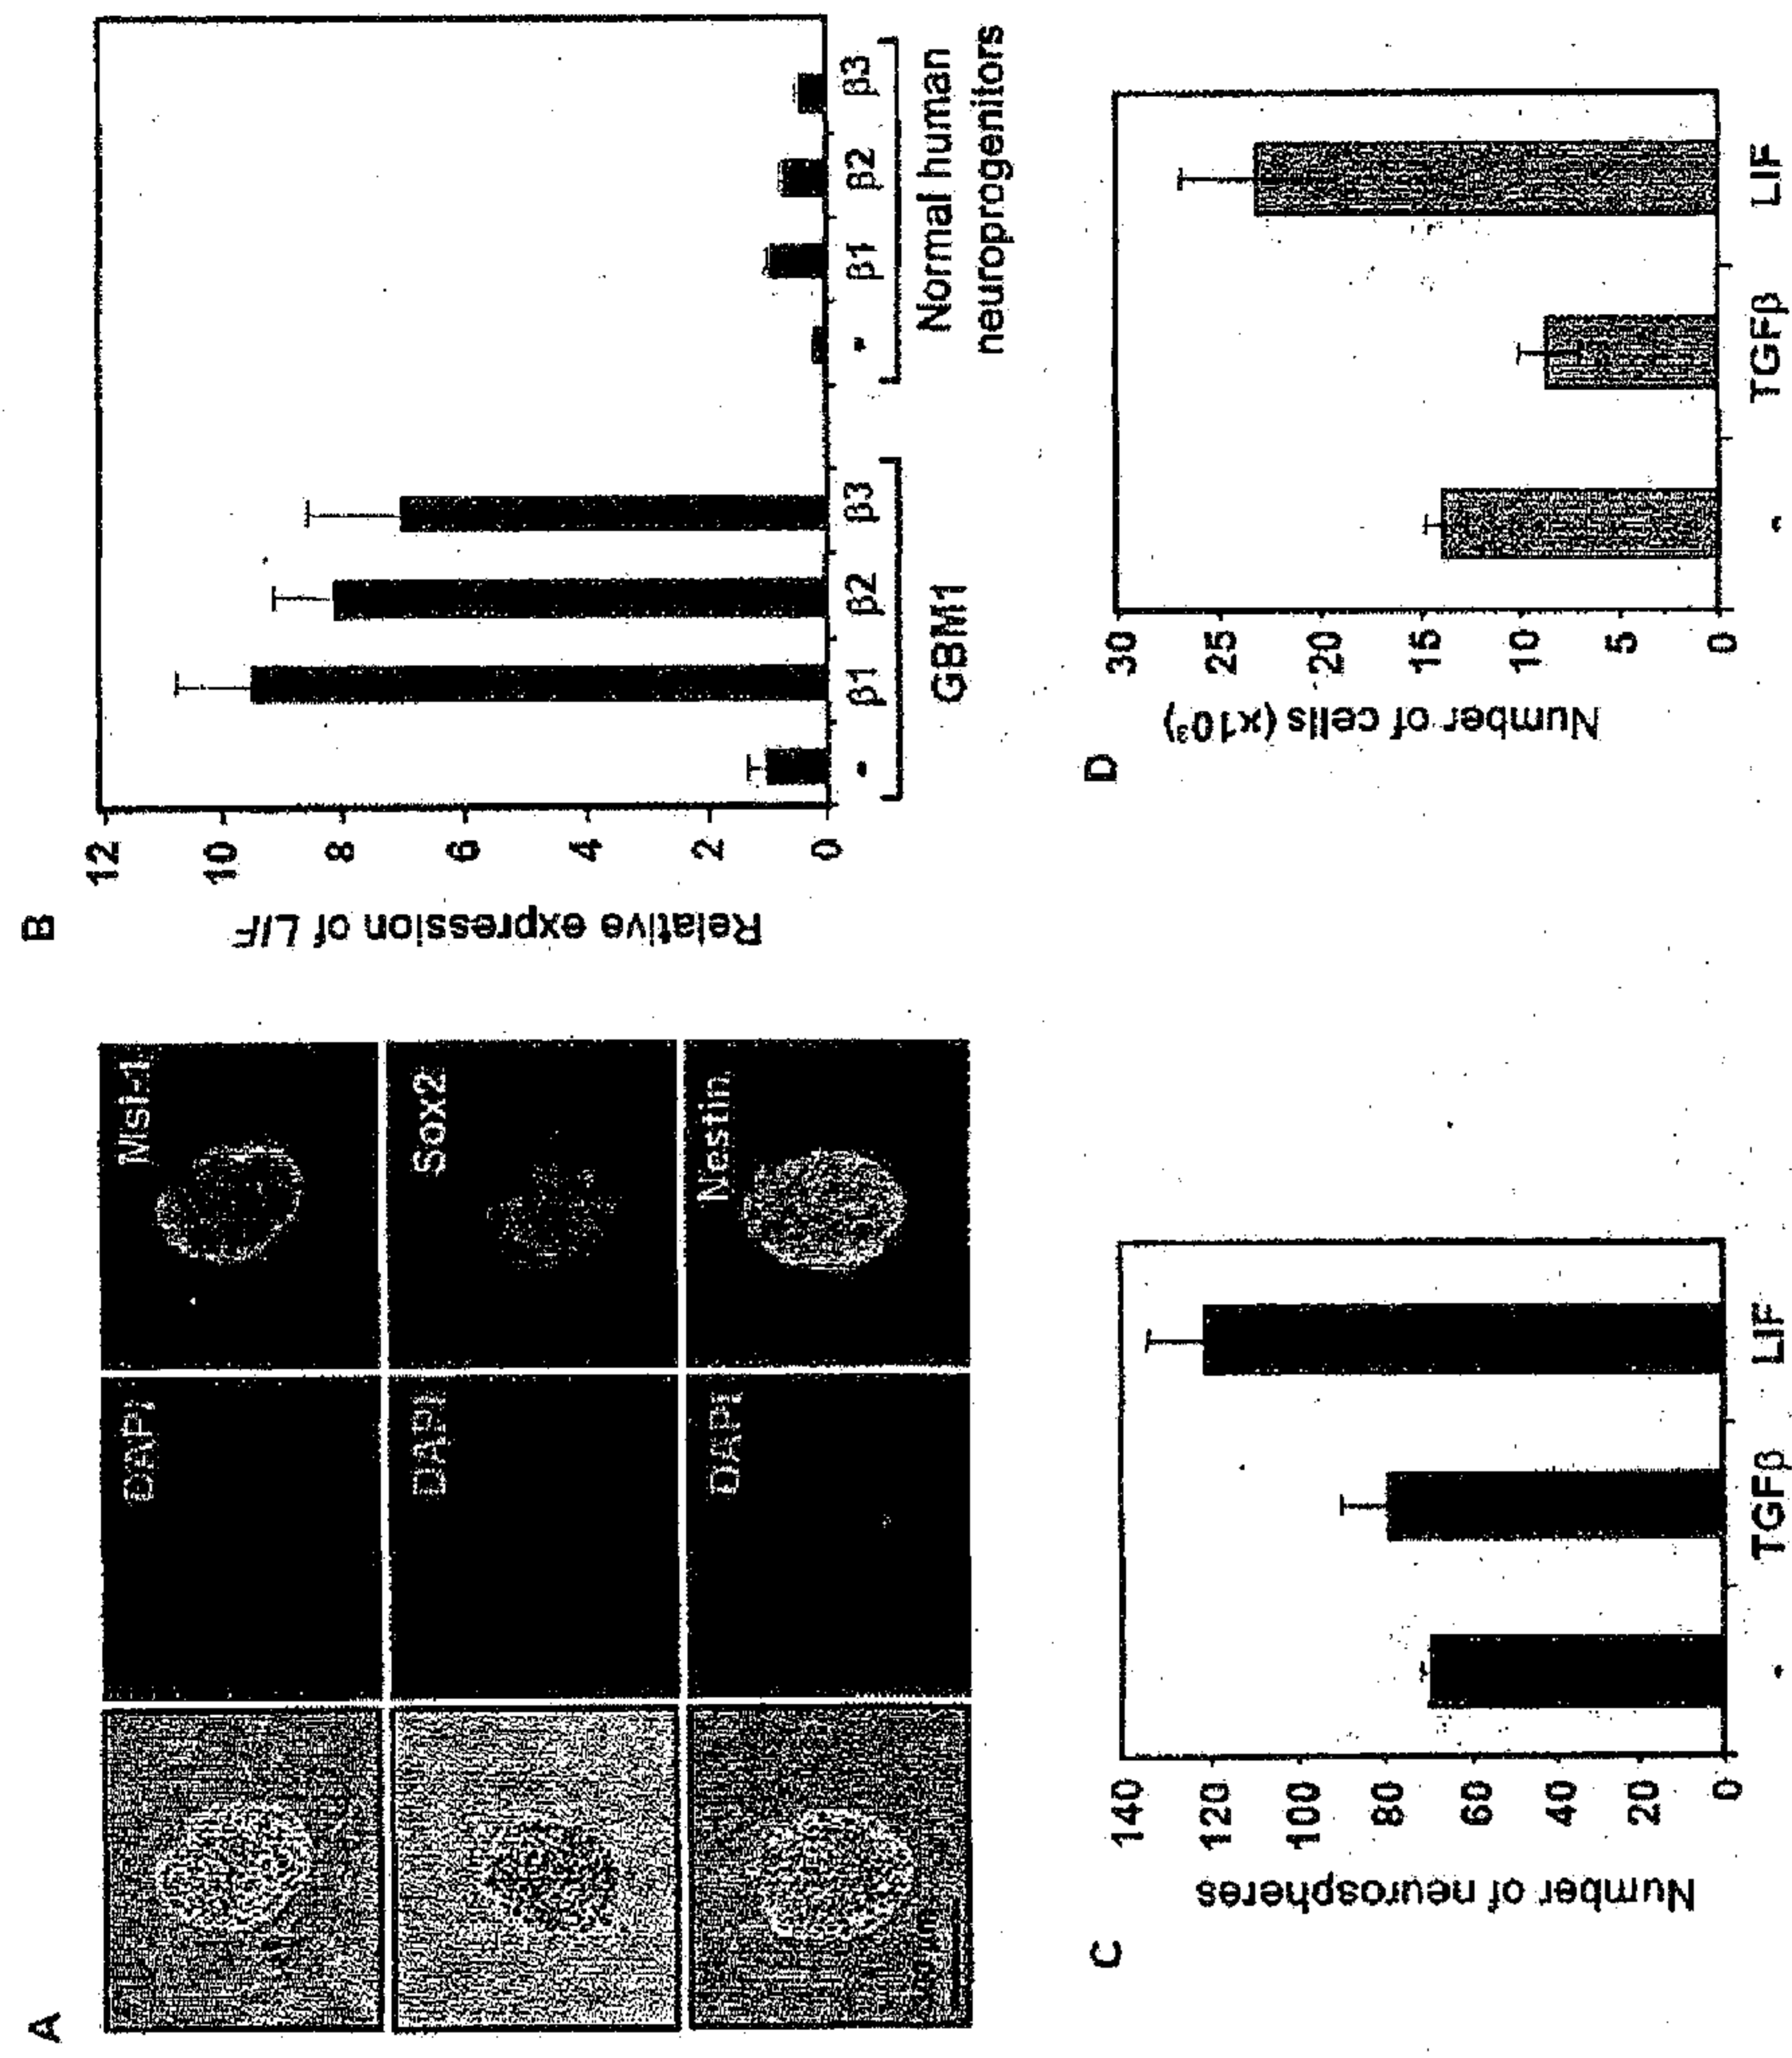 A
DAPI
Msi-1
DAPI
Sox2
DAPI
Nestin
B
Relative expression of LIF
12
10
8
6
4
2
0
- β1 β2 β3 - β1 β2 β3
GBM1
Normal human
neuroprogenitors
C
Number of neurospheres
140
120
100
80
60
40
20
0
- TGFβ LIF
D
Number of cells (x10³)
30
25
20
15
10
5
0
- TGFβ LIF